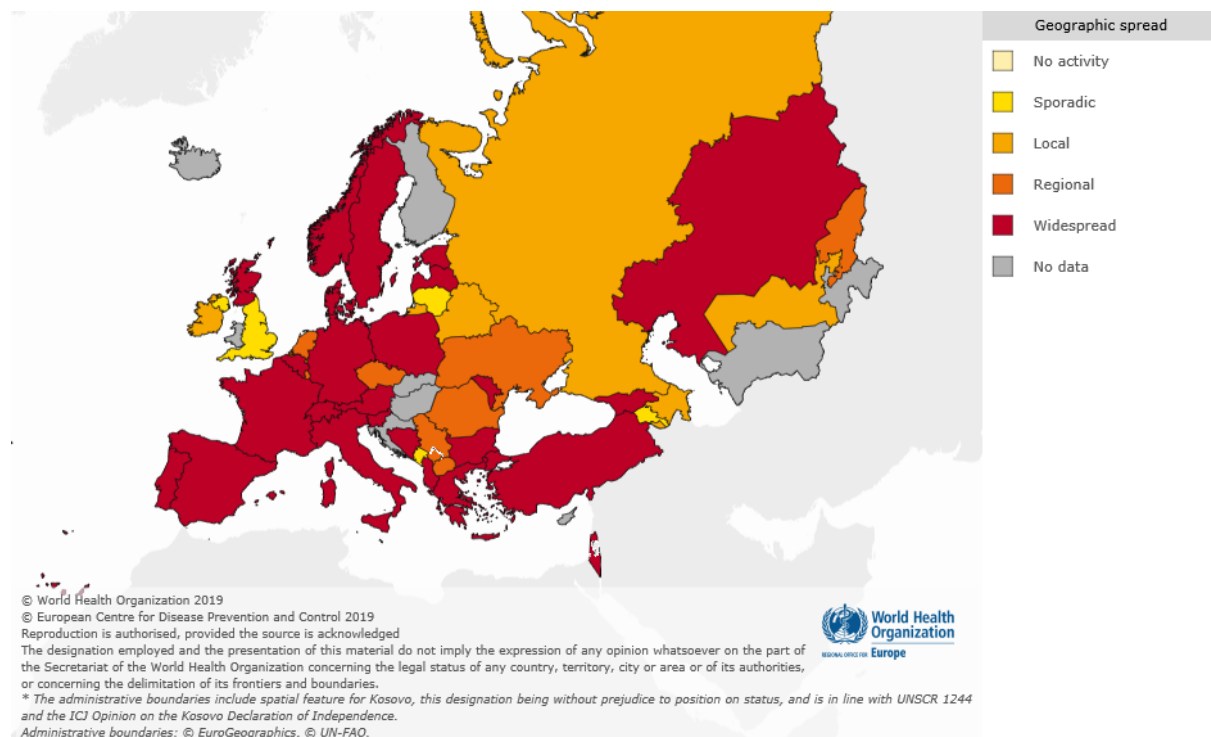 Geographic spread
No activity
Sporadic
Local
Regional
Widespread
No data
© World Health Organization 2019
© European Centre for Disease Prevention and Control 2019
Reproduction is authorised, provided the source is acknowledged
The designation employed and the presentation of this material do not imply the expression of any opinion whatsoever on the part of
the Secretariat of the World Health Organization concerning the legal status of any country, territory, city or area or of its authorities,
or concerning the delimitation of its frontiers and boundaries.
* The administrative boundaries include spatial feature for Kosovo, this designation being without prejudice to position on status, and is in line with UNSCR 1244
and the ICJ Opinion on the Kosovo Declaration of Independence.
Administrative boundaries: © EuroGeographics, © UN-FAO.
World Health
Organization
REGIONAL OFFICE FOR Europe